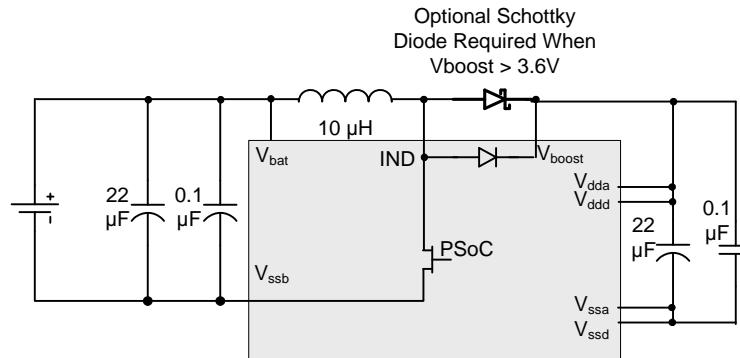 Optional Schottky
Diode Required When
Vboost > 3.6V
10 µH
Vbat
IND
Vboost
Vdda
Vddd
22
µF
0.1
µF
+
-
22
µF
0.1
µF
PSoC
Vssb
Vssa
Vssd